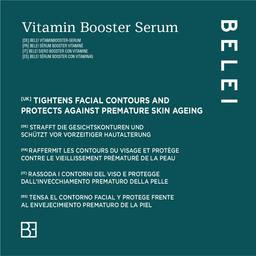 Vitamin Booster Serum
[DE] BELEI VITAMINBOOSTER-SERUM
[FR] BELEI SÉRUM BOOSTER VITAMINÉ
[IT] BELEI SIERO BOOSTER CON VITAMINE
[ES] BELEI SÉRUM BOOSTER CON VITAMINAS
BELEI
[UK] TIGHTENS FACIAL CONTOURS AND
PROTECTS AGAINST PREMATURE SKIN AGEING
[DE] STRAFFT DIE GESICHTSKONTUREN UND
SCHÜTZT VOR VORZEITIGER HAUTALTERUNG
[FR] RAFFERMIT LES CONTOURS DU VISAGE ET PROTÈGE
CONTRE LE VIEILLISSEMENT PRÉMATURÉ DE LA PEAU
[IT] RASSODA I CONTORNI DEL VISO E PROTEGGE
DALL'INVECCHIAMENTO PREMATURO DELLA PELLE
[ES] TENSA EL CONTORNO FACIAL Y PROTEGE FRENTE
AL ENVEJECIMIENTO PREMATURO DE LA PIEL
BE